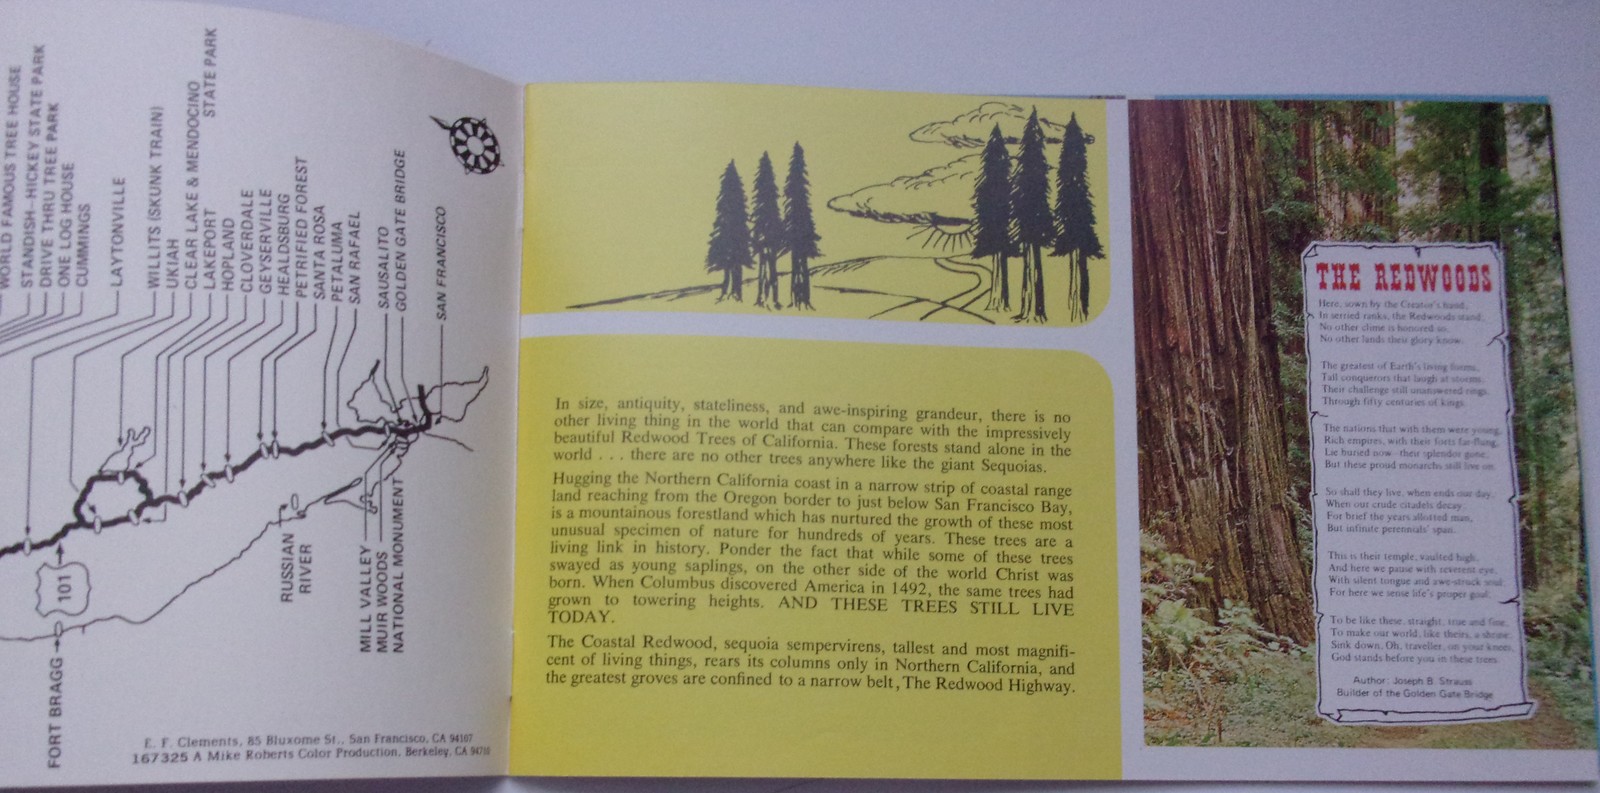 WORLD FAMOUS TREE HOUSE
STANDISH-HICKEY STATE PARK
DRIVE THRU TREE PARK
ONE LOG HOUSE
CUMMINGS
LAYTONVILLE
WILLITS (SKUNK TRAIN)
UKIAH
CLEAR LAKE & MENDOCINO
STATE PARK
LAKEPORT
HOPLAND
CLOVERDALE
GEYSERVILLE
HEALDSBURG
PETRIFIED FOREST
SANTA ROSA
PETALUMA
SAN RAFAEL
SAUSALITO
GOLDEN GATE BRIDGE
SAN FRANCISCO
101
FORT BRAGG
RUSSIAN
RIVER
MILL VALLEY
MUIR WOODS
NATIONAL MONUMENT
E. F. Clements, 85 Bluxome St., San Francisco, CA 94107
167325 A Mike Roberts Color Production, Berkeley, CA 94710
In size, antiquity, stateliness, and awe-inspiring grandeur, there is no
other living thing in the world that can compare with the impressively
beautiful Redwood Trees of California. These forests stand alone in the
world . . . there are no other trees anywhere like the giant Sequoias.
Hugging the Northern California coast in a narrow strip of coastal range
land reaching from the Oregon border to just below San Francisco Bay,
is a mountainous forestland which has nurtured the growth of these most
unusual specimen of nature for hundreds of years. These trees are a
living link in history. Ponder the fact that while some of these trees
swayed as young saplings, on the other side of the world Christ was
born. When Columbus discovered America in 1492, the same trees had
grown to towering heights. AND THESE TREES STILL LIVE
TODAY.
The Coastal Redwood, sequoia sempervirens, tallest and most magnifi-
cent of living things, rears its columns only in Northern California, and
the greatest groves are confined to a narrow belt, The Redwood Highway.
THE REDWOODS
Here, sown by the Creator's hand,
In serried ranks, the Redwoods stand,
No other clime is honored so,
No other lands their glory know.
The greatest of Earth's living forms,
Tall conquerors that laugh at storms,
Their challenge still unanswered rings,
Through fifty centuries of kings.
The nations that with them were young,
Rich empires, with their forts far-flung,
Lie buried now—their splendor gone;
But these proud monarchs still live on.
So shall they live, when ends our day,
When our crude citadels decay;
For brief the years allotted man,
But infinite perennials' span.
This is their temple, vaulted high,
And here we pause with reverent eye,
With silent tongue and awe-struck soul;
For here we sense life's proper goal.
To be like these, straight, true and fine,
To make our world, like theirs, a shrine;
Sink down, Oh, traveller, on your knees,
God stands before you in these trees
Author: Joseph B. Strauss
Builder of the Golden Gate Bridge